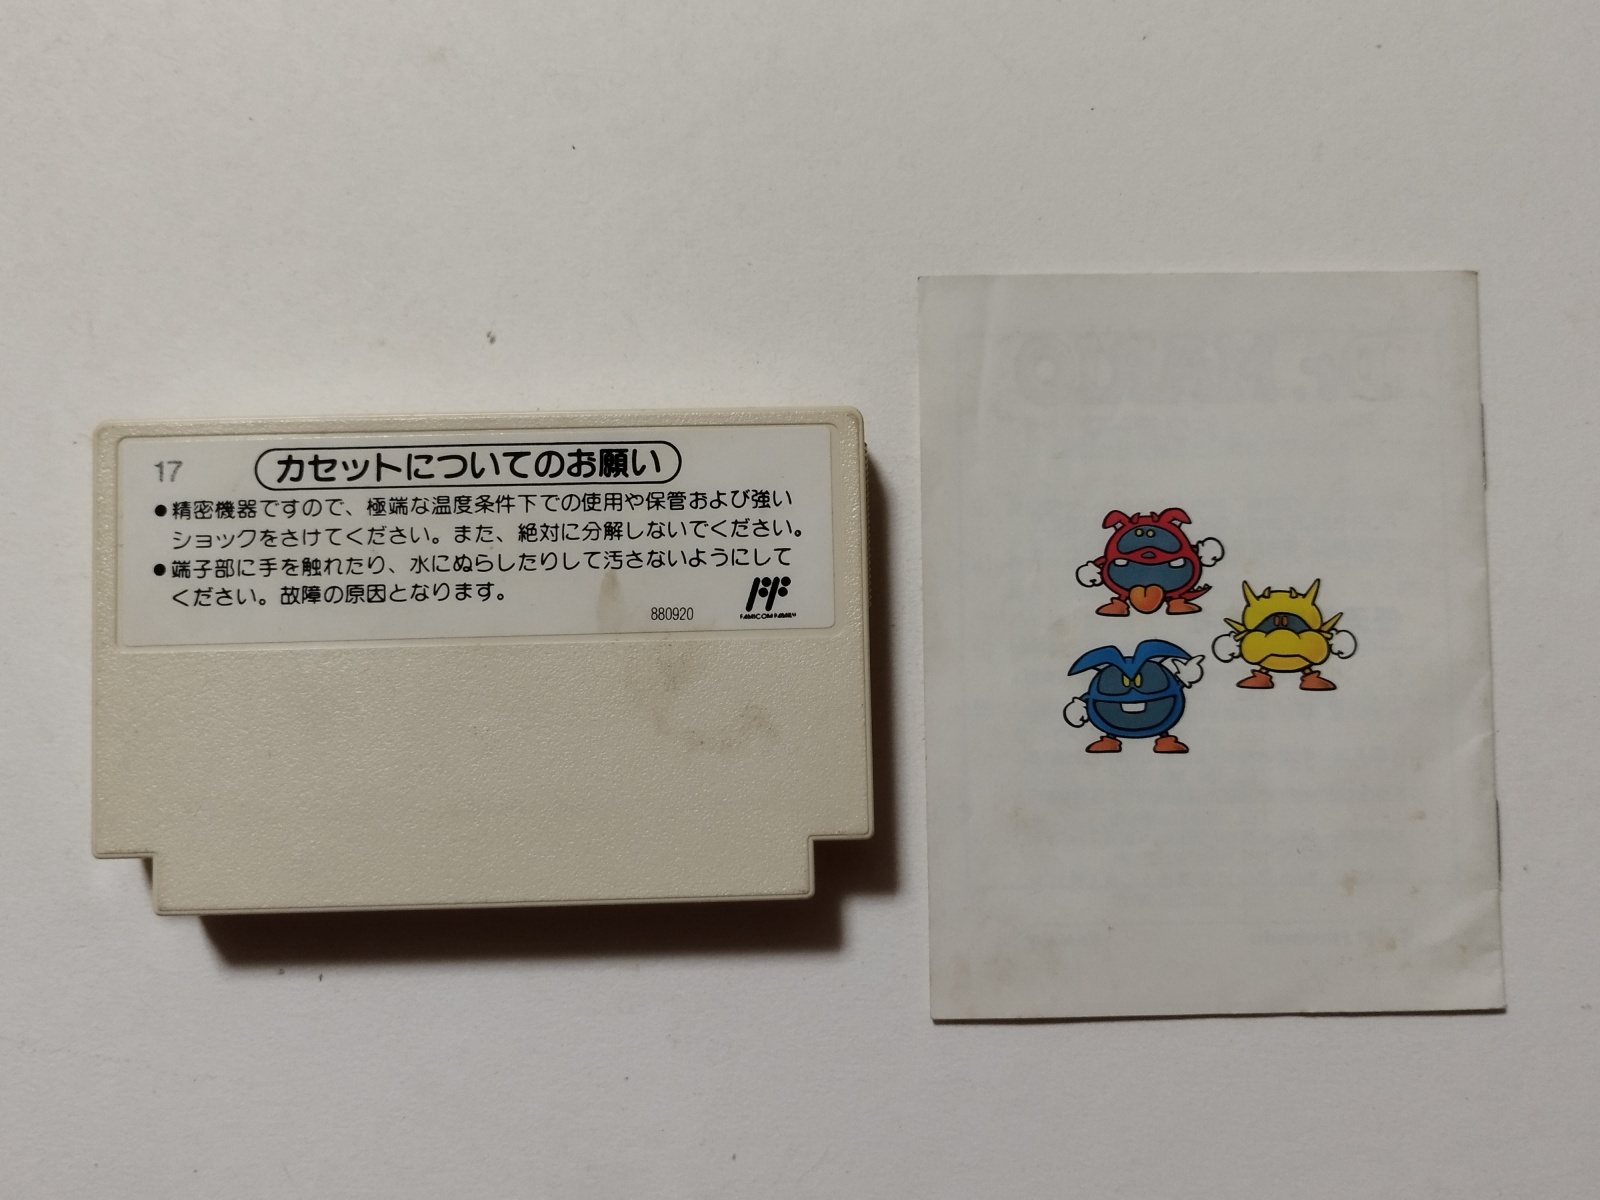 17
カセットについてのお願い
●精密機器ですので、極端な温度条件下での使用や保管および強い
ショックをさけてください。また、絶対に分解しないでください。
●端子部に手を触れたり、水にぬらしたりして汚さないようにして
ください。故障の原因となります。
880920
FAMICOM FAMILY